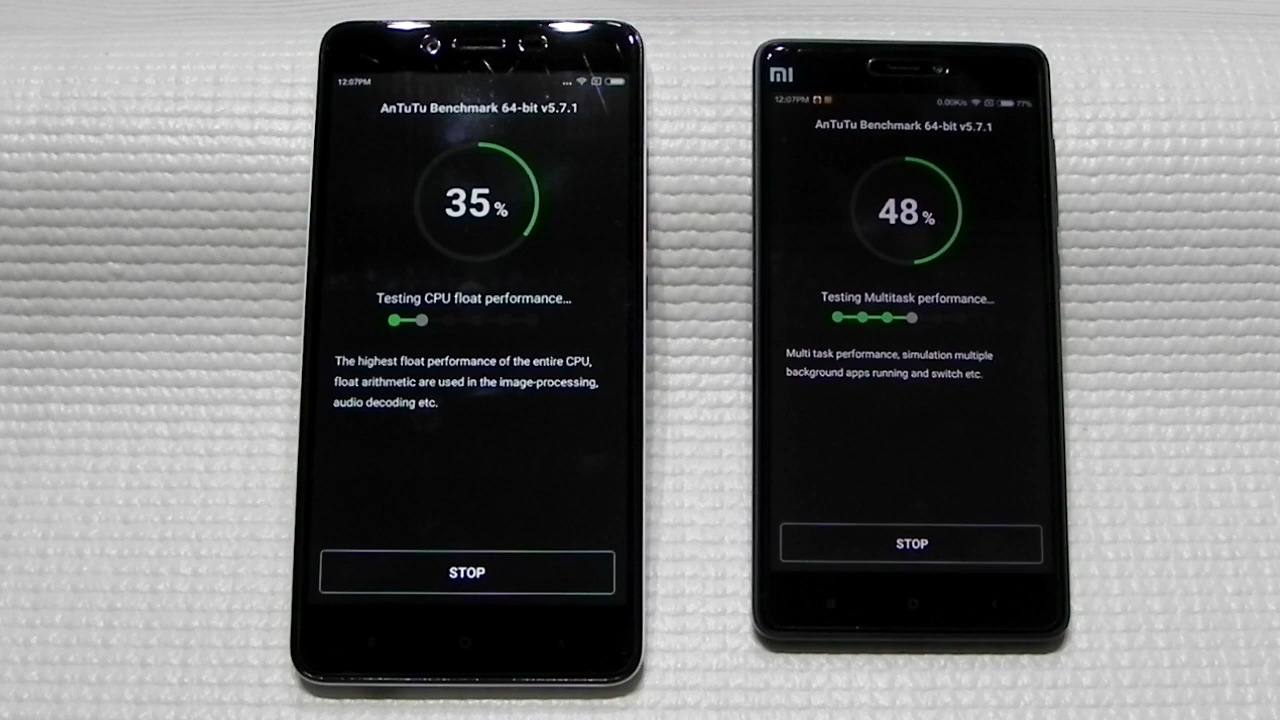 12:07PM
AnTuTu Benchmark 64-bit v5.7.1
35%
Testing CPU float performance...
The highest float performance of the entire CPU,
float arithmetic are used in the image-processing,
audio decoding etc.
STOP
MI
12:07PM 0.00K/s 77%
AnTuTu Benchmark 64-bit v5.7.1
48%
Testing Multitask performance...
Multi task performance, simulation multiple
background apps running and switch etc.
STOP